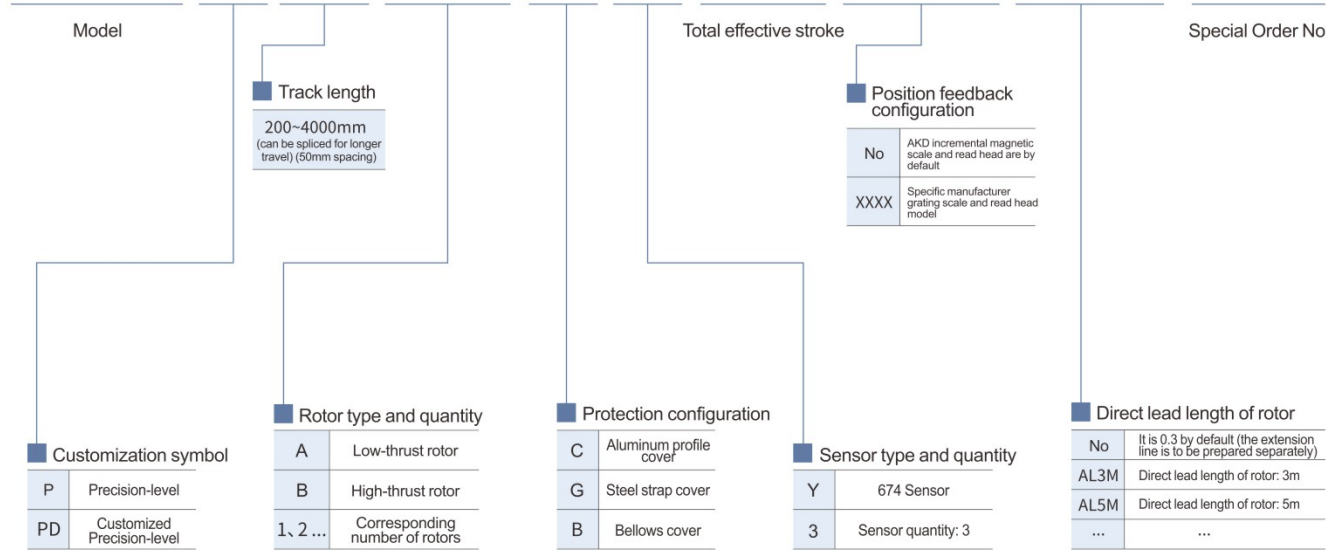 Model
Total effective stroke
Special Order No
Track length
200~4000mm
(can be spliced for longer
travel) (50mm spacing)
Position feedback
configuration
No
AKD incremental magnetic
scale and read head are by
default
XXXX
Specific manufacturer
grating scale and read head
model
Customization symbol
P
Precision-level
PD
Customized
Precision-level
Rotor type and quantity
A
Low-thrust rotor
B
High-thrust rotor
1、2...
Corresponding
number of rotors
Protection configuration
C
Aluminum profile
cover
G
Steel strap cover
B
Bellows cover
Sensor type and quantity
Y
674 Sensor
3
Sensor quantity: 3
Direct lead length of rotor
No
It is 0.3 by default (the extension
line is to be prepared separately)
AL3M
Direct lead length of rotor: 3m
AL5M
Direct lead length of rotor: 5m
...
...